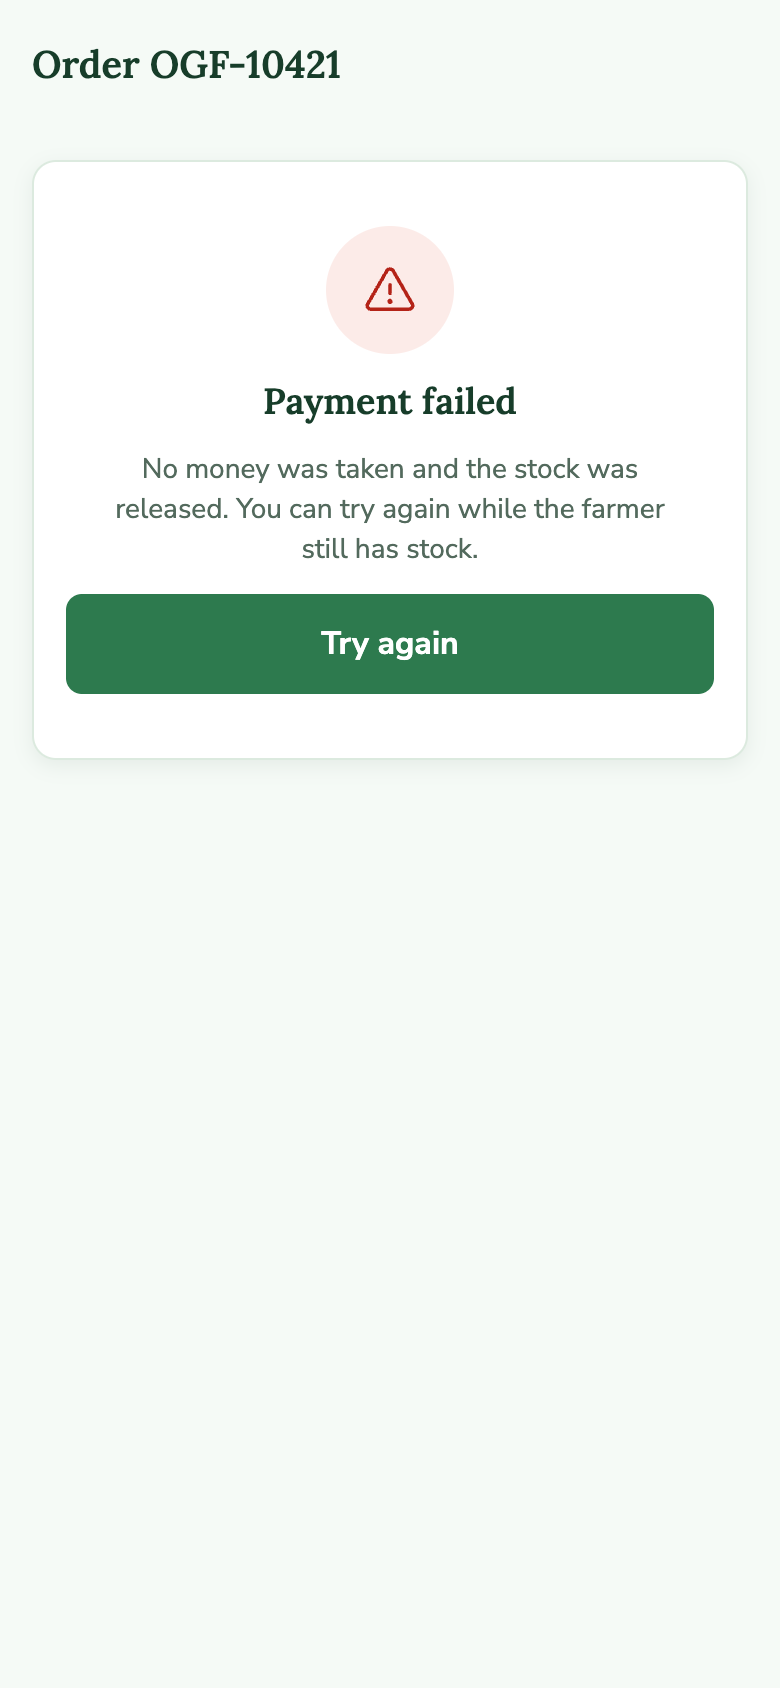 Order OGF-10421
Payment failed
No money was taken and the stock was
released. You can try again while the farmer
still has stock.
Try again